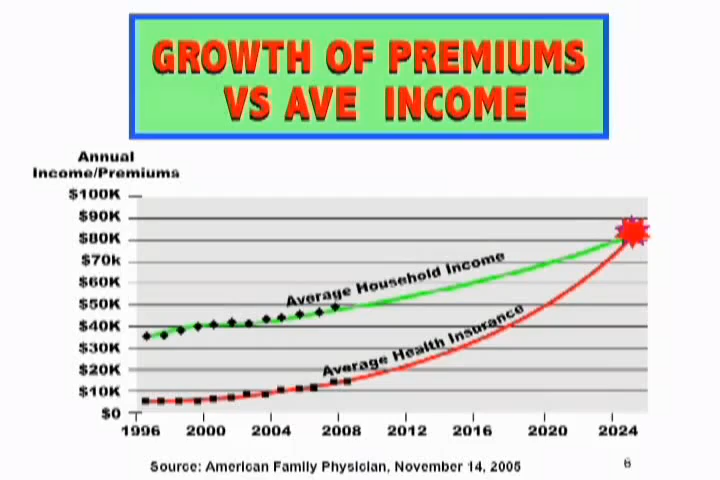 GROWTH OF PREMIUMS
VS AVE INCOME
Annual
Income/Premiums
$100K
$90K
$80K
$70k
$60K
$50K
$40K
$30K
$20K
$10K
$0
Average Household Income
Average Health Insurance
1996 2000 2004 2008 2012 2016 2020 2024
Source: American Family Physician, November 14, 2005
6